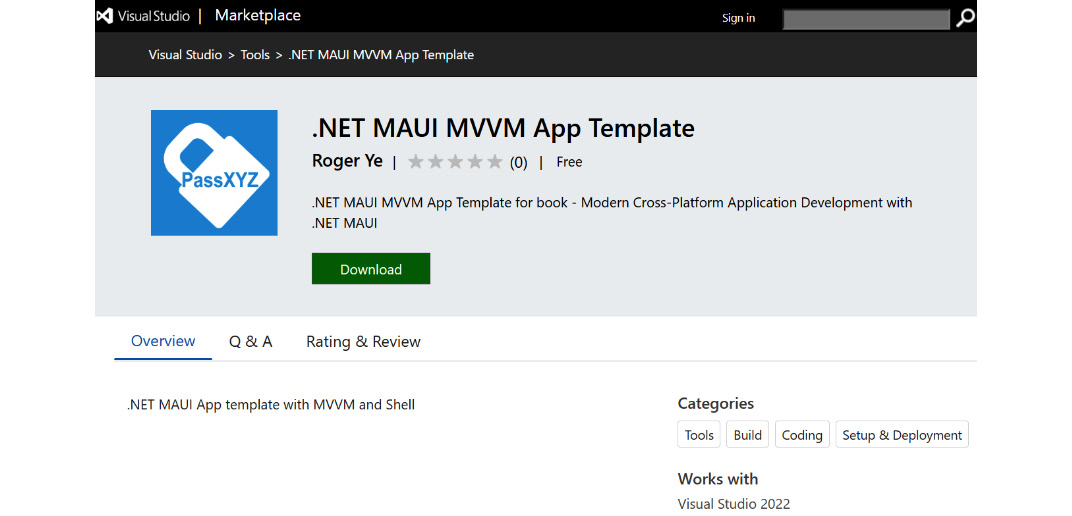 Visual Studio | Marketplace
Sign in
Visual Studio > Tools > .NET MAUI MVVM App Template
PassXYZ
.NET MAUI MVVM App Template
Roger Ye | ★★★★★ (0) | Free
.NET MAUI MVVM App Template for book - Modern Cross-Platform Application Development with
.NET MAUI
Download
Overview Q & A Rating & Review
.NET MAUI App template with MVVM and Shell
Categories
Tools Build Coding Setup & Deployment
Works with
Visual Studio 2022